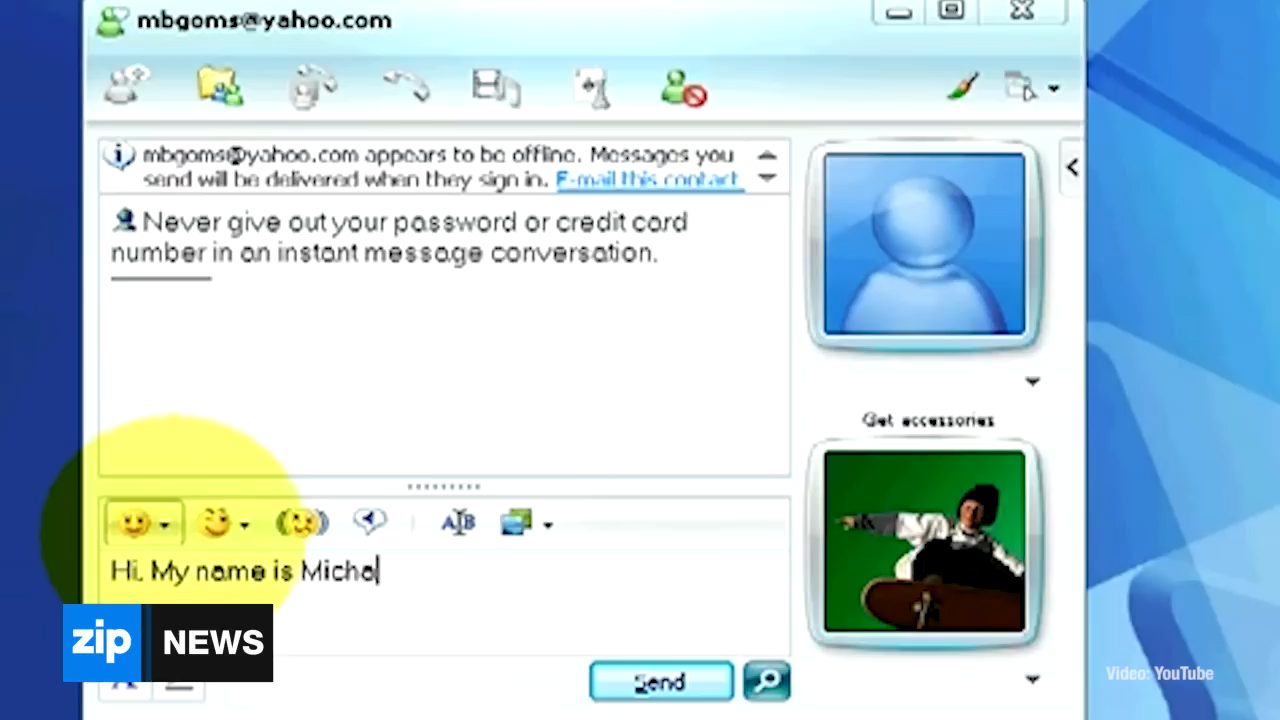 mbgoms@yahoo.com
mbgoms@yahoo.com appears to be offline. Messages you
send will be delivered when they sign in. E-mail this contact
Never give out your password or credit card
number in an instant message conversation.
Get accessories
AB
Hi. My name is Micha
zip NEWS
Send
Video: YouTube